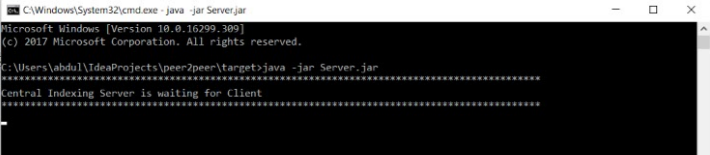 C:\Windows\System32\cmd.exe - java -jar Server.jar
Microsoft Windows [Version 10.0.16299.309]
(c) 2017 Microsoft Corporation. All rights reserved.
C:\Users\abdul\IdeaProjects\peer2peer\target>java -jar Server.jar
******************************************************************************************
Central Indexing Server is waiting for Client
******************************************************************************************